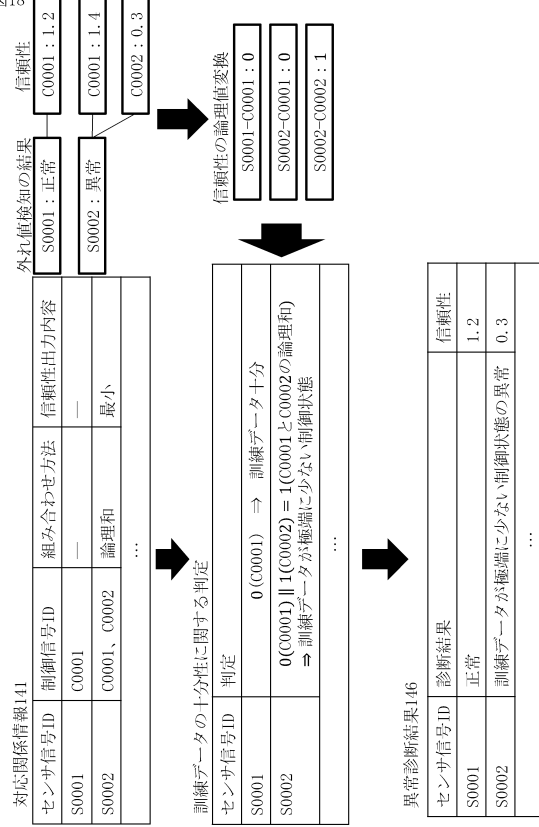 図18
対応関係情報141
センサ信号ID 制御信号ID 組み合わせ方法 信頼性出力内容
S0001 C0001 — —
S0002 C0001、C0002 論理和 最小
…
外れ値検知の結果 信頼性
S0001：正常 C0001：1.2
S0002：異常 C0001：1.4
C0002：0.3
信頼性の論理値変換
S0001-C0001：0
S0002-C0001：0
S0002-C0002：1
訓練データの十分性に関する判定
センサ信号ID 判定
S0001 0(C0001) ⇒ 訓練データ十分
S0002 0(C0001)‖1(C0002)＝1(C0001とC0002の論理和)
⇒ 訓練データが極端に少ない制御状態
…
異常診断結果146
センサ信号ID 診断結果 信頼性
S0001 正常 1.2
S0002 訓練データが極端に少ない制御状態の異常 0.3
…